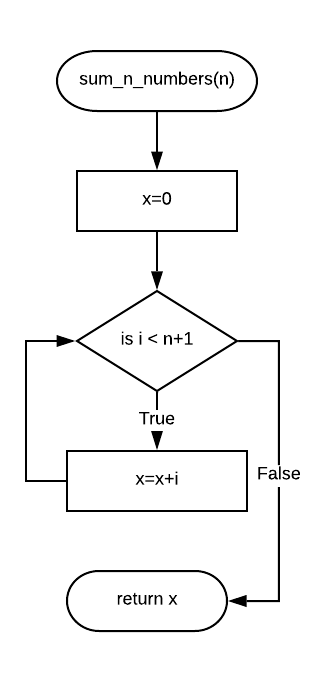 sum_n_numbers(n)
x=0
is i < n+1
True
x=x+i
False
return x